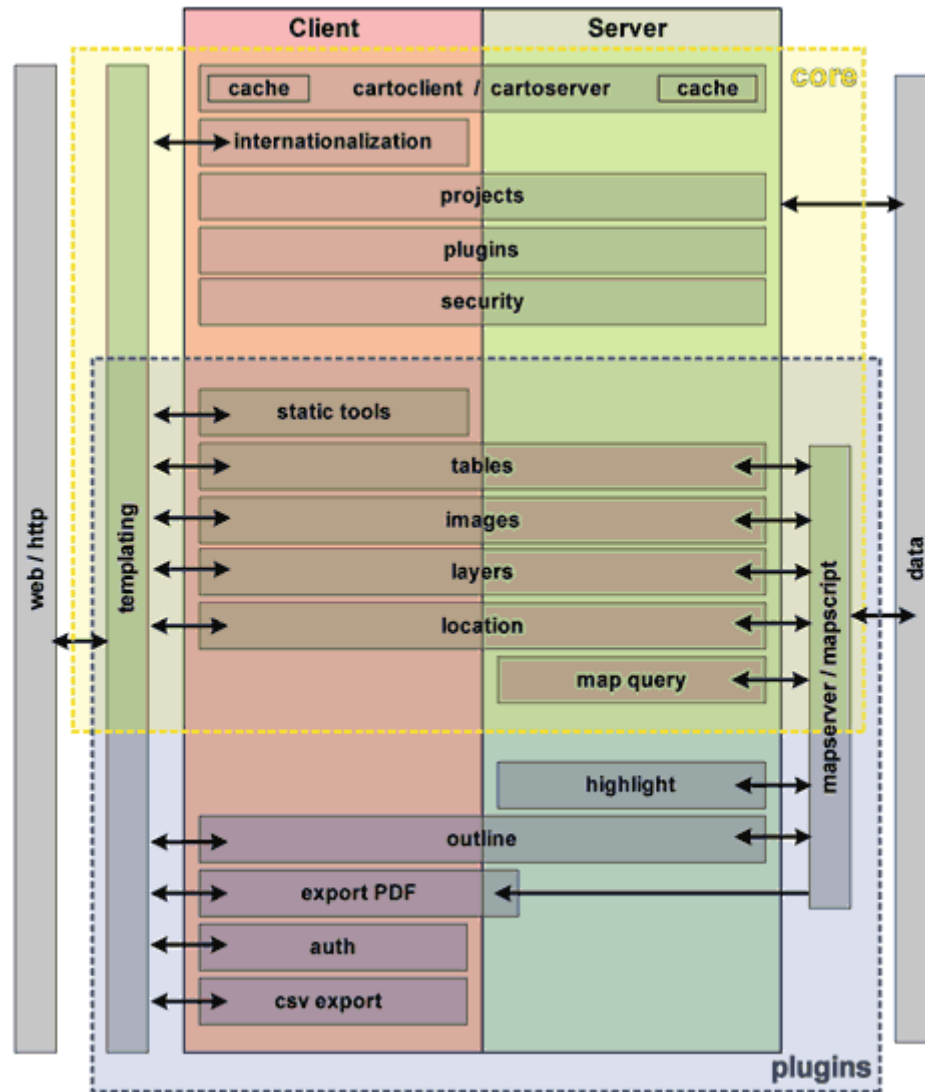 Client
Server
core
cache
cartoclient / cartoserver
cache
internationalization
projects
plugins
security
static tools
tables
images
layers
location
map query
highlight
outline
export PDF
auth
csv export
web / http
templating
mapserver / mapscript
data
plugins